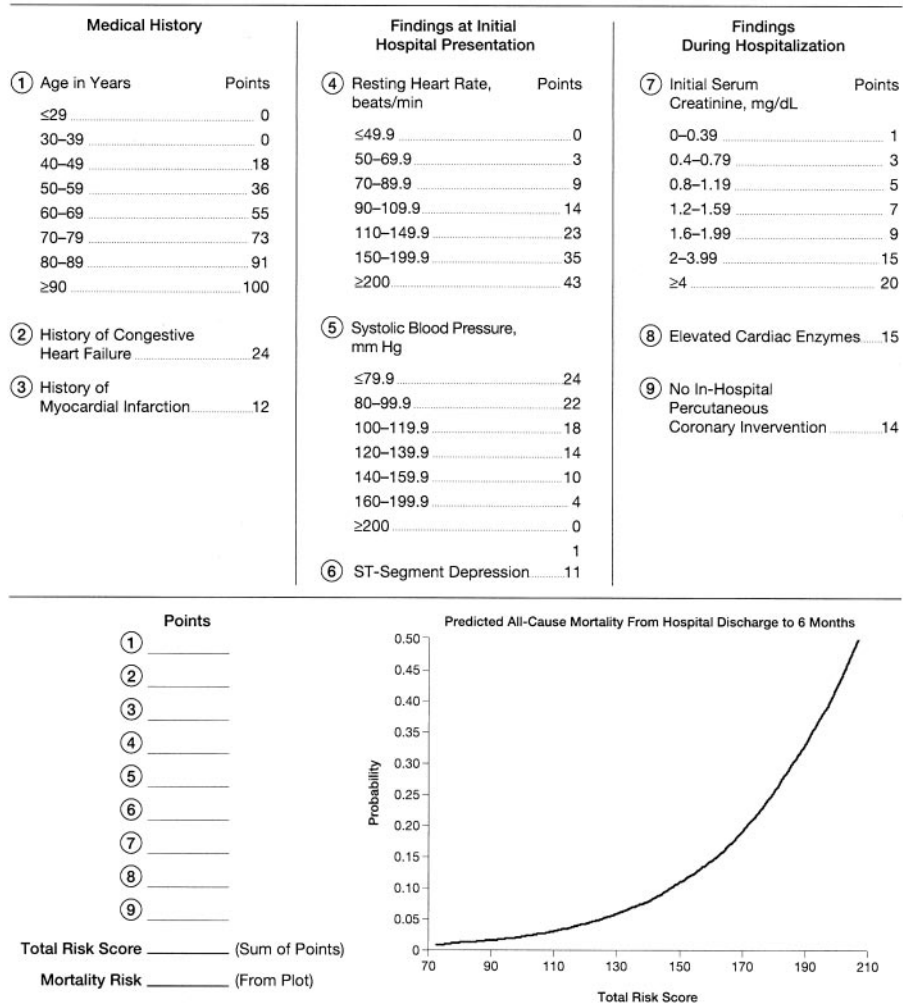 Medical History
① Age in Years Points
≤29 0
30–39 0
40–49 18
50–59 36
60–69 55
70–79 73
80–89 91
≥90 100
② History of Congestive
Heart Failure 24
③ History of
Myocardial Infarction 12
Findings at Initial
Hospital Presentation
④ Resting Heart Rate, Points
beats/min
≤49.9 0
50–69.9 3
70–89.9 9
90–109.9 14
110–149.9 23
150–199.9 35
≥200 43
⑤ Systolic Blood Pressure,
mm Hg
≤79.9 24
80–99.9 22
100–119.9 18
120–139.9 14
140–159.9 10
160–199.9 4
≥200 0
1
⑥ ST-Segment Depression 11
Findings
During Hospitalization
⑦ Initial Serum Points
Creatinine, mg/dL
0–0.39 1
0.4–0.79 3
0.8–1.19 5
1.2–1.59 7
1.6–1.99 9
2–3.99 15
≥4 20
⑧ Elevated Cardiac Enzymes 15
⑨ No In-Hospital
Percutaneous
Coronary Invervention 14
Points
①
②
③
④
⑤
⑥
⑦
⑧
⑨
Total Risk Score (Sum of Points)
Mortality Risk (From Plot)
Predicted All-Cause Mortality From Hospital Discharge to 6 Months
Probability
0.50
0.45
0.40
0.35
0.30
0.25
0.20
0.15
0.10
0.05
0
70 90 110 130 150 170 190 210
Total Risk Score